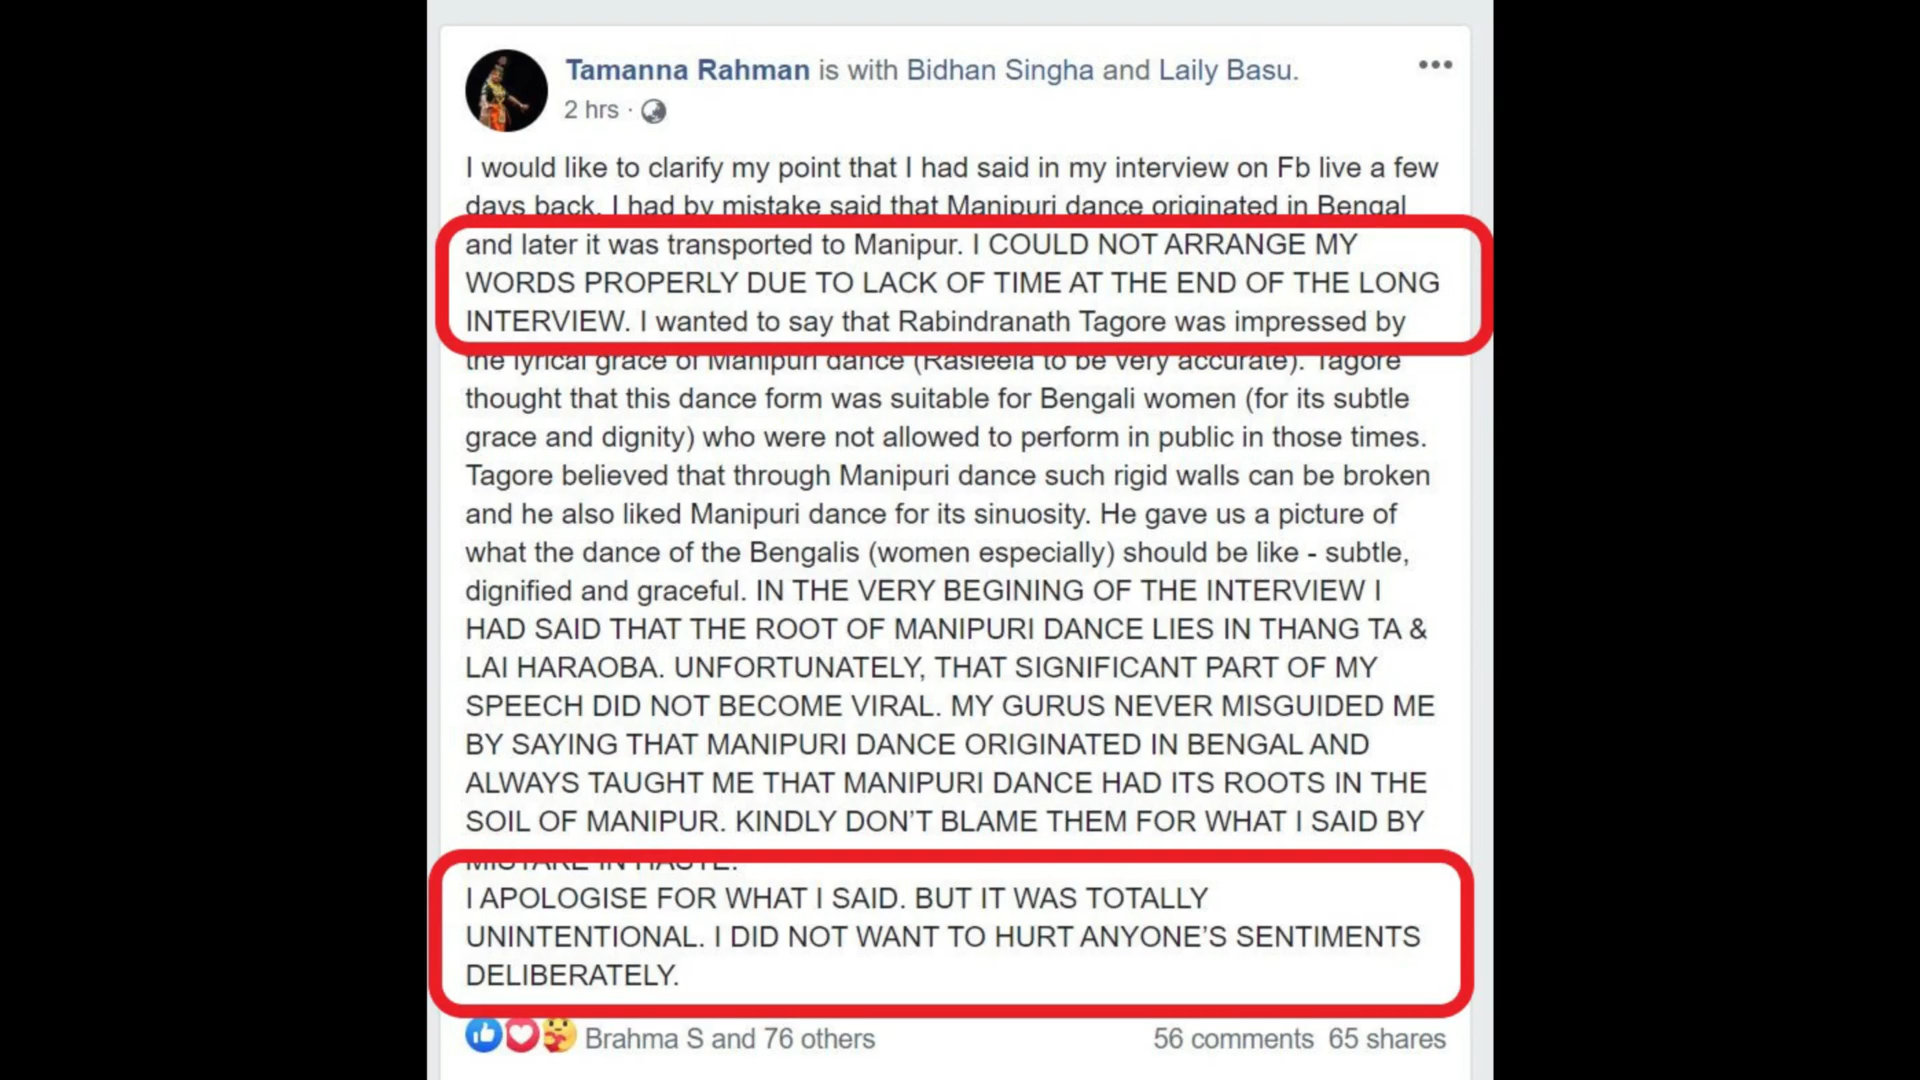 Tamanna Rahman is with Bidhan Singha and Laily Basu.
2 hrs ·
I would like to clarify my point that I had said in my interview on Fb live a few
days back. I had by mistake said that Manipuri dance originated in Bengal
and later it was transported to Manipur. I COULD NOT ARRANGE MY
WORDS PROPERLY DUE TO LACK OF TIME AT THE END OF THE LONG
INTERVIEW. I wanted to say that Rabindranath Tagore was impressed by
the lyrical grace of Manipuri dance (Rasleela to be very accurate). Tagore
thought that this dance form was suitable for Bengali women (for its subtle
grace and dignity) who were not allowed to perform in public in those times.
Tagore believed that through Manipuri dance such rigid walls can be broken
and he also liked Manipuri dance for its sinuosity. He gave us a picture of
what the dance of the Bengalis (women especially) should be like - subtle,
dignified and graceful. IN THE VERY BEGINING OF THE INTERVIEW I
HAD SAID THAT THE ROOT OF MANIPURI DANCE LIES IN THANG TA &
LAI HARAOBA. UNFORTUNATELY, THAT SIGNIFICANT PART OF MY
SPEECH DID NOT BECOME VIRAL. MY GURUS NEVER MISGUIDED ME
BY SAYING THAT MANIPURI DANCE ORIGINATED IN BENGAL AND
ALWAYS TAUGHT ME THAT MANIPURI DANCE HAD ITS ROOTS IN THE
SOIL OF MANIPUR. KINDLY DON'T BLAME THEM FOR WHAT I SAID BY
MISTAKE IN HASTE.
I APOLOGISE FOR WHAT I SAID. BUT IT WAS TOTALLY
UNINTENTIONAL. I DID NOT WANT TO HURT ANYONE'S SENTIMENTS
DELIBERATELY.
Brahma S and 76 others 56 comments 65 shares